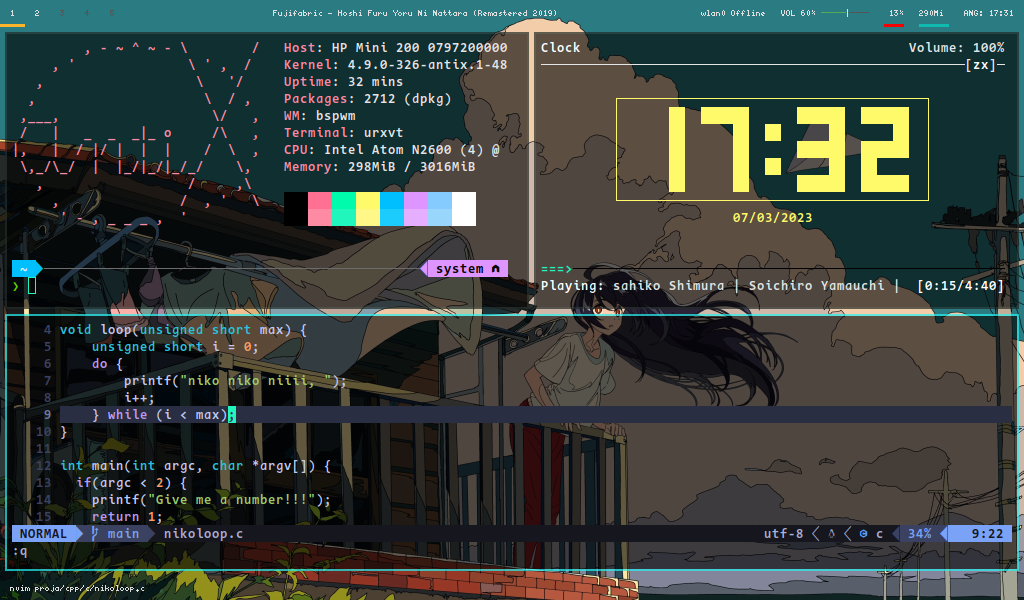 1 2 3 4 5 Fujifabric - Hoshi Furu Yoru Ni Nattara (Remastered 2019) wlan0 Offline VOL 60% 13% 290Mi ANG: 17:31
Host: HP Mini 200 0797200000
Kernel: 4.9.0-326-antix.1-48
Uptime: 32 mins
Packages: 2712 (dpkg)
WM: bspwm
Terminal: urxvt
CPU: Intel Atom N2600 (4) @
Memory: 298MiB / 3016MiB
~ system
❯
Clock Volume: 100%
[zx]
17:32
07/03/2023
===>
Playing: sahiko Shimura | Soichiro Yamauchi | [0:15/4:40]
4 void loop(unsigned short max) {
5 unsigned short i = 0;
6 do {
7 printf("niko niko niiii, ");
8 i++;
9 } while (i < max);
10 }
11
12 int main(int argc, char *argv[]) {
13 if(argc < 2) {
14 printf("Give me a number!!!");
15 return 1;
NORMAL main nikoloop.c utf-8 c 34% 9:22
:q
nvim proja/cpp/c/nikoloop.c